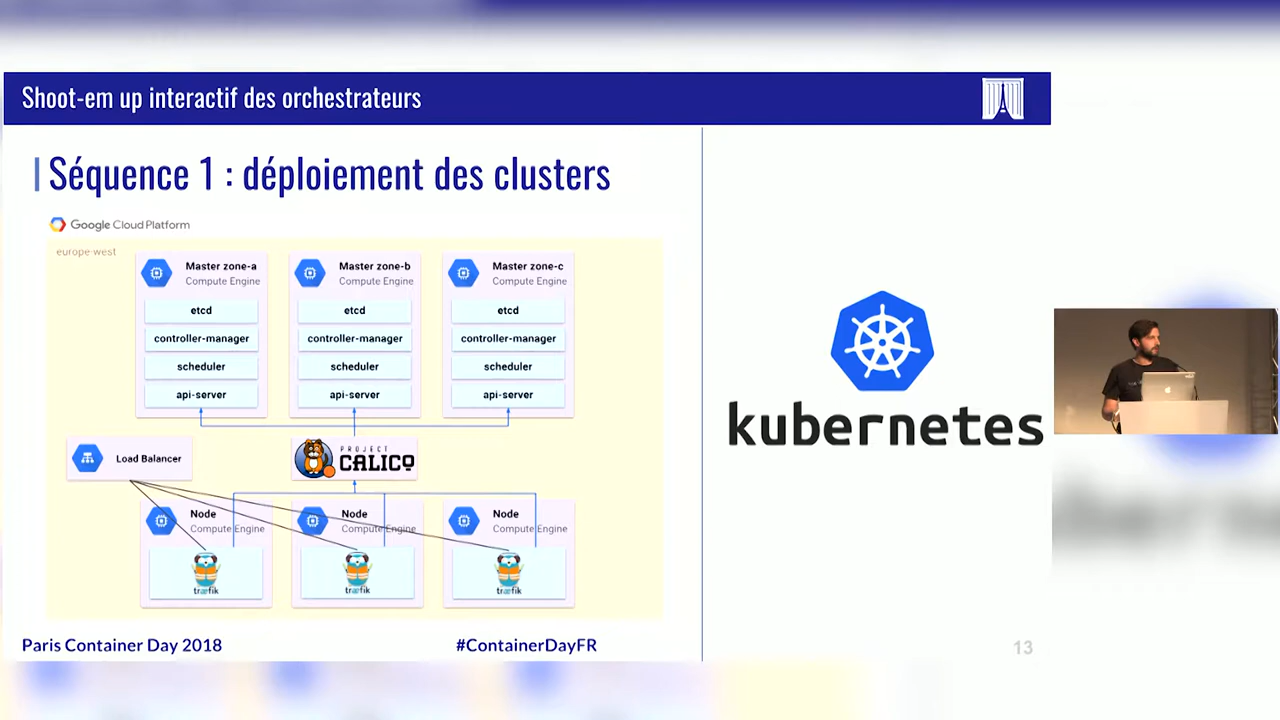 Shoot-em up interactif des orchestrateurs
Séquence 1 : déploiement des clusters
Google Cloud Platform
europe-west
Master zone-a
Compute Engine
etcd
controller-manager
scheduler
api-server
Master zone-b
Compute Engine
etcd
controller-manager
scheduler
api-server
Master zone-c
Compute Engine
etcd
controller-manager
scheduler
api-server
Load Balancer
PROJECT
CALICO
Node
Compute Engine
træfik
Node
Compute Engine
træfik
Node
Compute Engine
træfik
kubernetes
Paris Container Day 2018
#ContainerDayFR
13